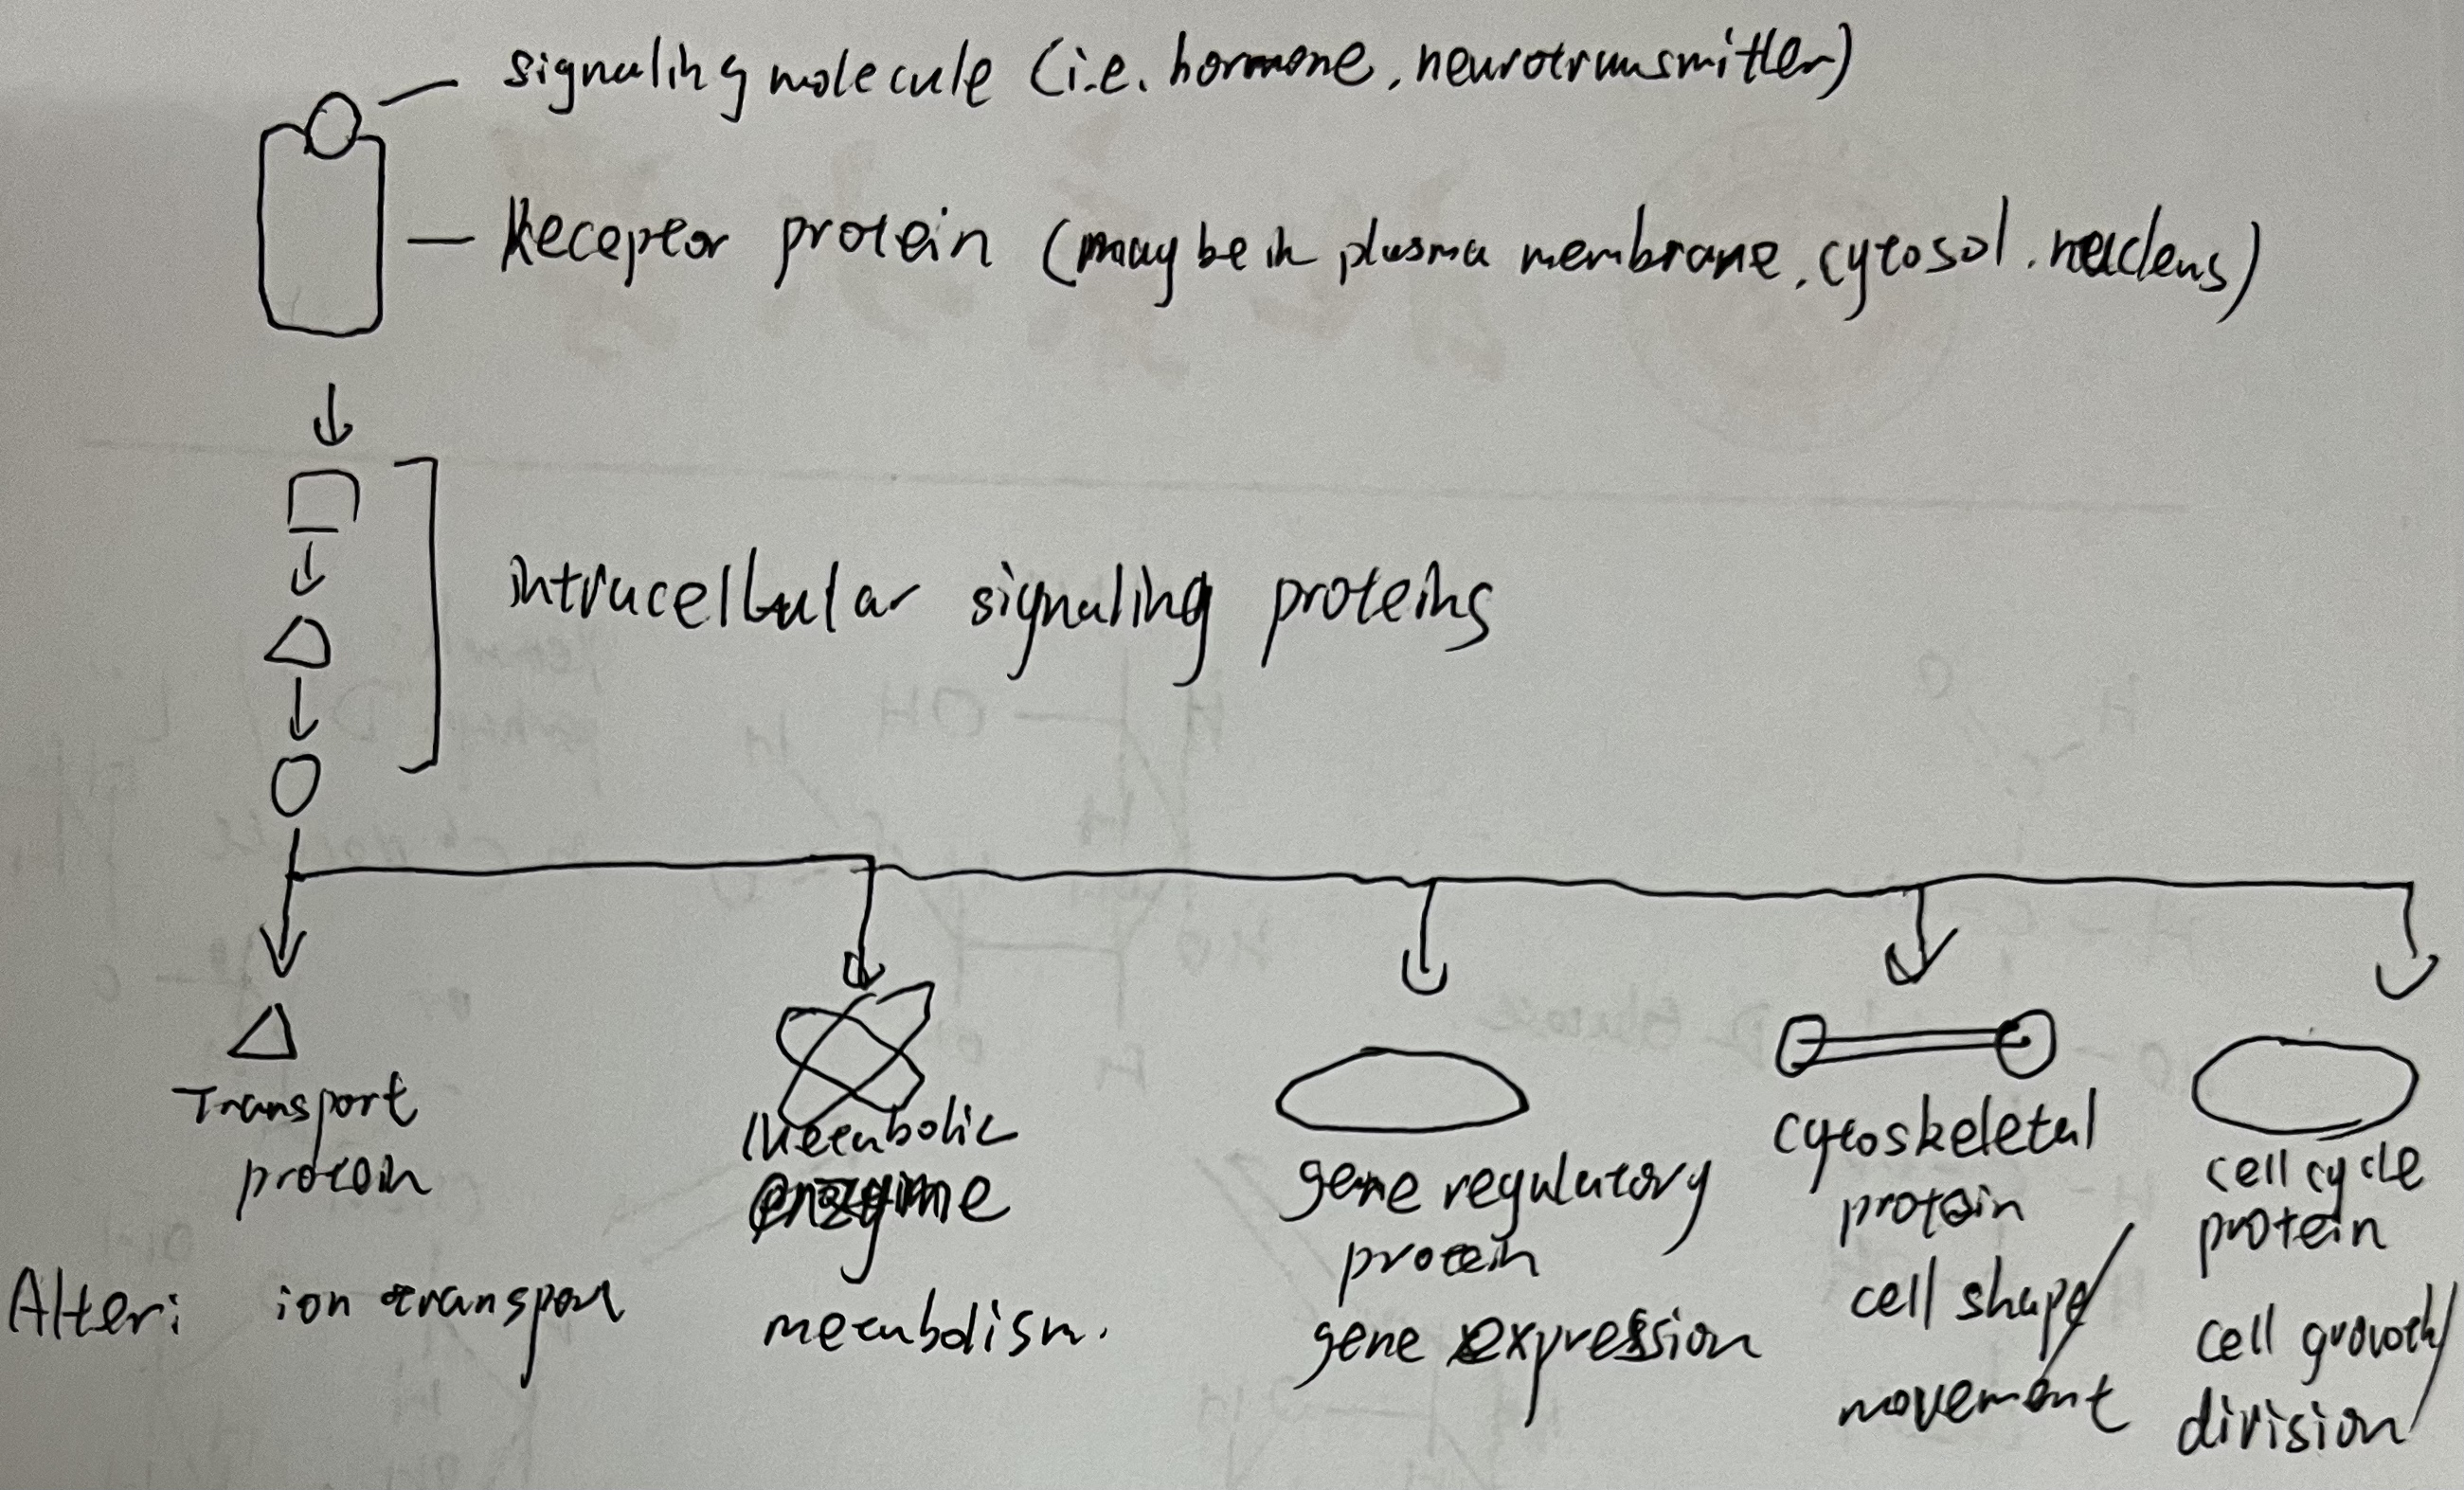 signaling molecule (i.e. hormone, neurotransmitter)
Receptor protein (may be in plasma membrane, cytosol, nucleus)
intracellular signaling proteins
Transport
protein
Metabolic
enzyme
gene regulatory
protein
cytoskeletal
protein
cell cycle
protein
Alter: ion transport
metabolism.
gene expression
cell shape/
movement
cell growth/
division